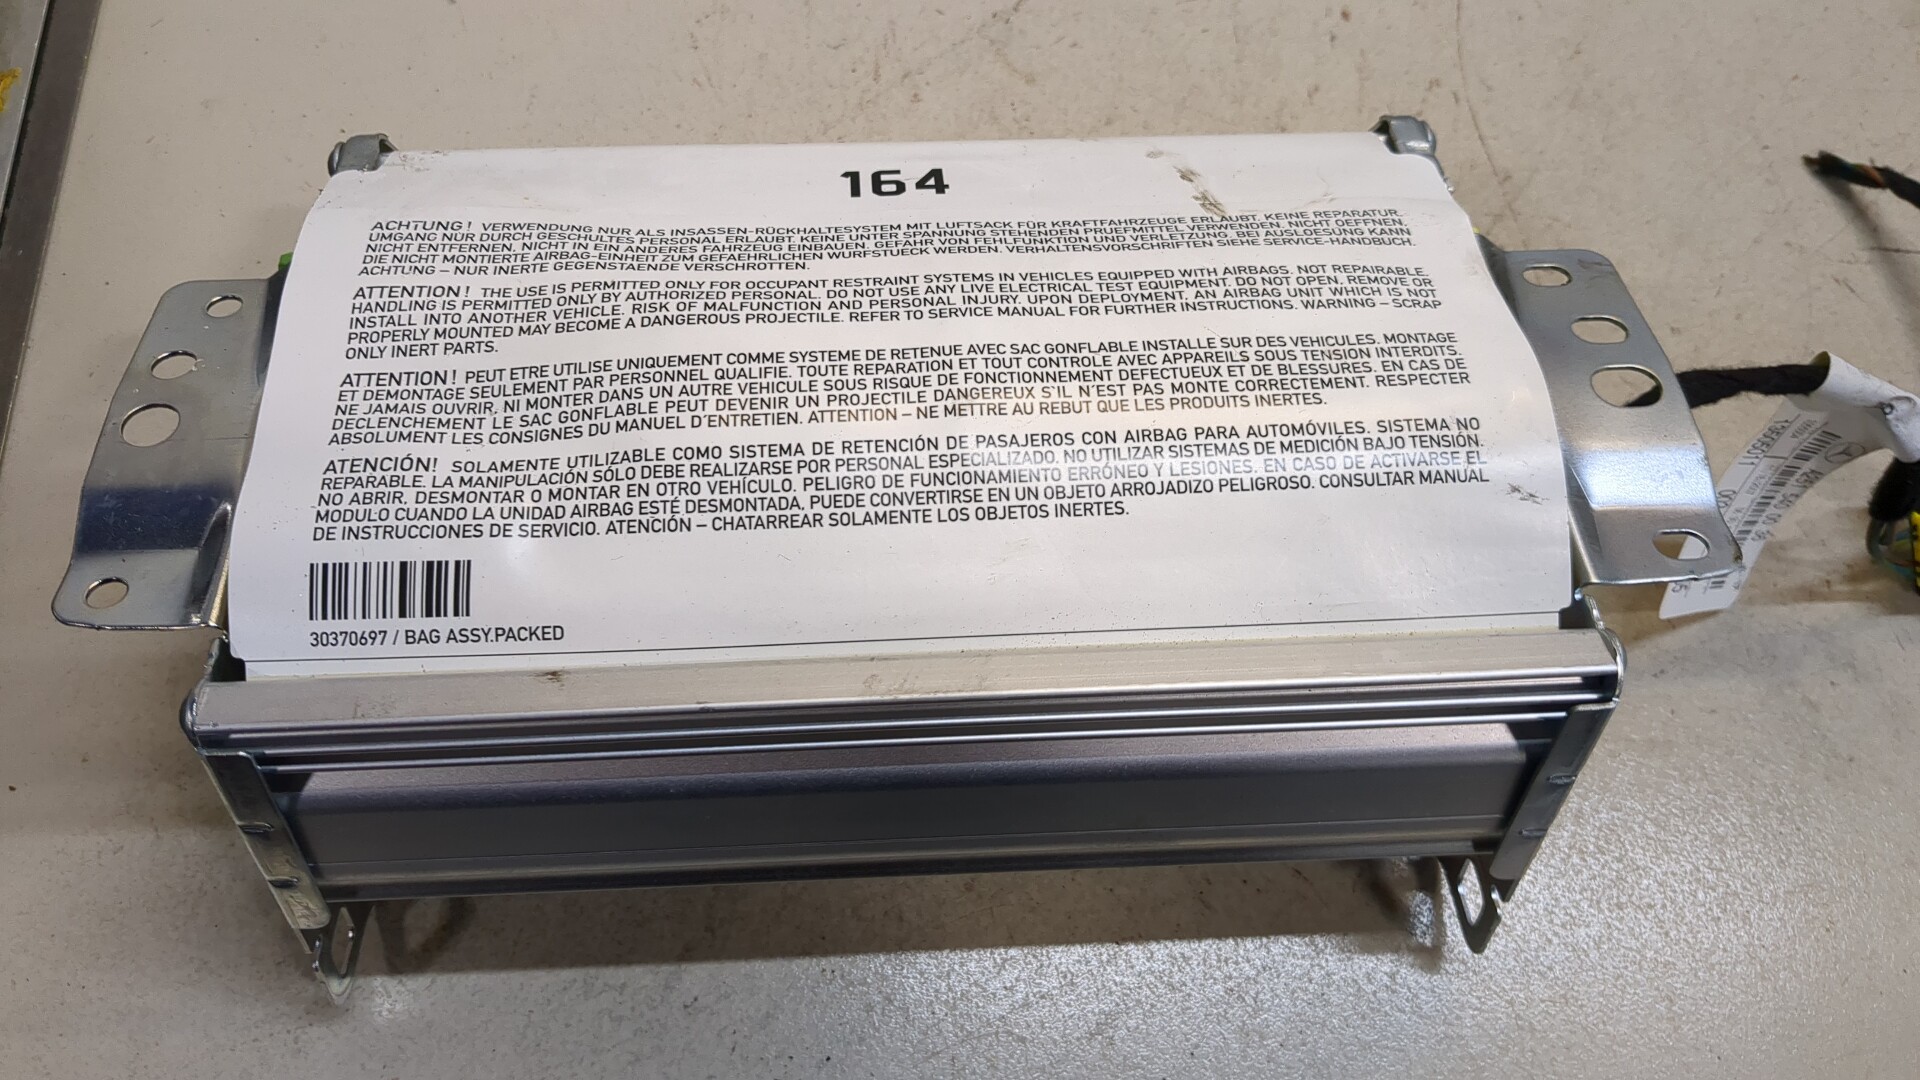 164
ACHTUNG! VERWENDUNG NUR ALS INSASSEN-RÜCKHALTESYSTEM MIT LUFTSACK FÜR KRAFTFAHRZEUGE ERLAUBT. KEINE REPARATUR.
UMGANG NUR DURCH GESCHULTES PERSONAL ERLAUBT. KEINE UNTER SPANNUNG STEHENDEN PRUEFMITTEL VERWENDEN. NICHT OEFFNEN.
NICHT ENTFERNEN. NICHT IN EIN ANDERES FAHRZEUG EINBAUEN. GEFAHR VON FEHLFUNKTION UND VERLETZUNG. BEI AUSLOESUNG KANN
DIE NICHT MONTIERTE AIRBAG-EINHEIT ZUM GEFAEHRLICHEN WURFSTUECK WERDEN. VERHALTENSVORSCHRIFTEN SIEHE SERVICE-HANDBUCH.
ACHTUNG – NUR INERTE GEGENSTAENDE VERSCHROTTEN.
ATTENTION! THE USE IS PERMITTED ONLY FOR OCCUPANT RESTRAINT SYSTEMS IN VEHICLES EQUIPPED WITH AIRBAGS. NOT REPAIRABLE.
HANDLING IS PERMITTED ONLY BY AUTHORIZED PERSONAL. DO NOT USE ANY LIVE ELECTRICAL TEST EQUIPMENT. DO NOT OPEN. REMOVE OR
INSTALL INTO ANOTHER VEHICLE. RISK OF MALFUNCTION AND PERSONAL INJURY. UPON DEPLOYMENT, AN AIRBAG UNIT WHICH IS NOT
PROPERLY MOUNTED MAY BECOME A DANGEROUS PROJECTILE. REFER TO SERVICE MANUAL FOR FURTHER INSTRUCTIONS. WARNING – SCRAP
ONLY INERT PARTS.
ATTENTION! PEUT ETRE UTILISE UNIQUEMENT COMME SYSTEME DE RETENUE AVEC SAC GONFLABLE INSTALLE SUR DES VEHICULES. MONTAGE
ET DEMONTAGE SEULEMENT PAR PERSONNEL QUALIFIE. TOUTE REPARATION ET TOUT CONTROLE AVEC APPAREILS SOUS TENSION INTERDITS.
NE JAMAIS OUVRIR, NI MONTER DANS UN AUTRE VEHICULE SOUS RISQUE DE FONCTIONNEMENT DEFECTUEUX ET DE BLESSURES. EN CAS DE
DECLENCHEMENT LE SAC GONFLABLE PEUT DEVENIR UN PROJECTILE DANGEREUX S'IL N'EST PAS MONTE CORRECTEMENT. RESPECTER
ABSOLUMENT LES CONSIGNES DU MANUEL D'ENTRETIEN. ATTENTION – NE METTRE AU REBUT QUE LES PRODUITS INERTES.
ATENCIÓN! SOLAMENTE UTILIZABLE COMO SISTEMA DE RETENCIÓN DE PASAJEROS CON AIRBAG PARA AUTOMÓVILES. SISTEMA NO
REPARABLE. LA MANIPULACIÓN SÓLO DEBE REALIZARSE POR PERSONAL ESPECIALIZADO. NO UTILIZAR SISTEMAS DE MEDICIÓN BAJO TENSIÓN.
NO ABRIR, DESMONTAR O MONTAR EN OTRO VEHÍCULO. PELIGRO DE FUNCIONAMIENTO ERRÓNEO Y LESIONES. EN CASO DE ACTIVARSE EL
MODULO CUANDO LA UNIDAD AIRBAG ESTÉ DESMONTADA, PUEDE CONVERTIRSE EN UN OBJETO ARROJADIZO PELIGROSO. CONSULTAR MANUAL
DE INSTRUCCIONES DE SERVICIO. ATENCIÓN – CHATARREAR SOLAMENTE LOS OBJETOS INERTES.
30370697 / BAG ASSY.PACKED